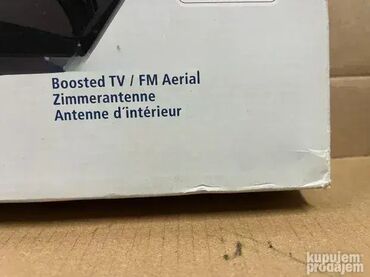 Boosted TV / FM Aerial
Zimmerantenne
Antenne d´intérieur
kupujem
prodajem